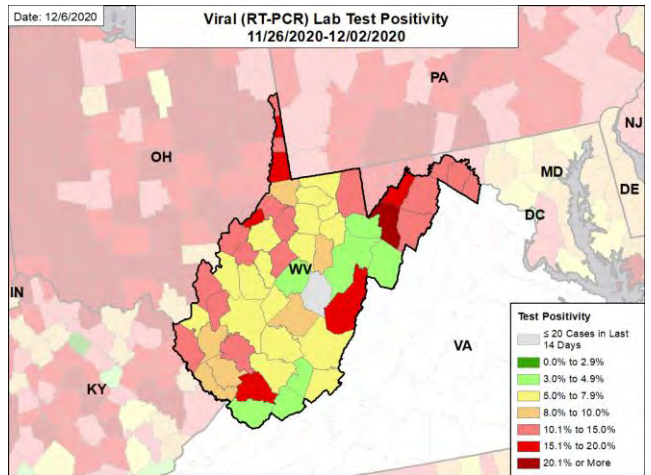 Date: 12/6/2020
Viral (RT-PCR) Lab Test Positivity
11/26/2020-12/02/2020
PA
NJ
OH
MD
DE
DC
WV
IN
VA
KY
Test Positivity
≤ 20 Cases in Last
14 Days
0.0% to 2.9%
3.0% to 4.9%
5.0% to 7.9%
8.0% to 10.0%
10.1% to 15.0%
15.1% to 20.0%
20.1% or More